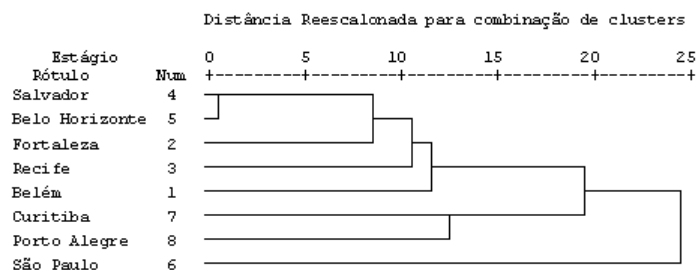 Distância Reescalonada para combinação de clusters
Estágio 0 5 10 15 20 25
Rótulo Num +---------+---------+---------+---------+---------+
Salvador 4
Belo Horizonte 5
Fortaleza 2
Recife 3
Belém 1
Curitiba 7
Porto Alegre 8
São Paulo 6